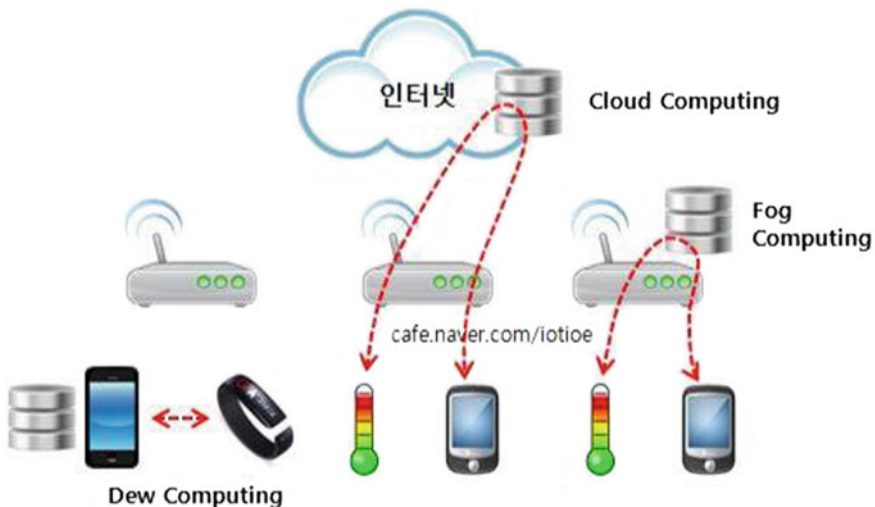 인터넷
Cloud Computing
Fog
Computing
cafe.naver.com/iotioe
Dew Computing